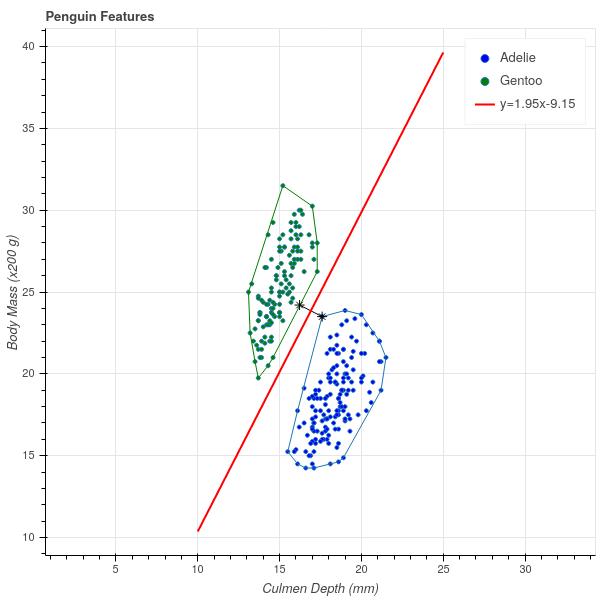 Penguin Features
Adelie
Gentoo
y=1.95x-9.15
40
35
30
25
20
15
10
Body Mass (x200 g)
5
10
15
20
25
30
Culmen Depth (mm)